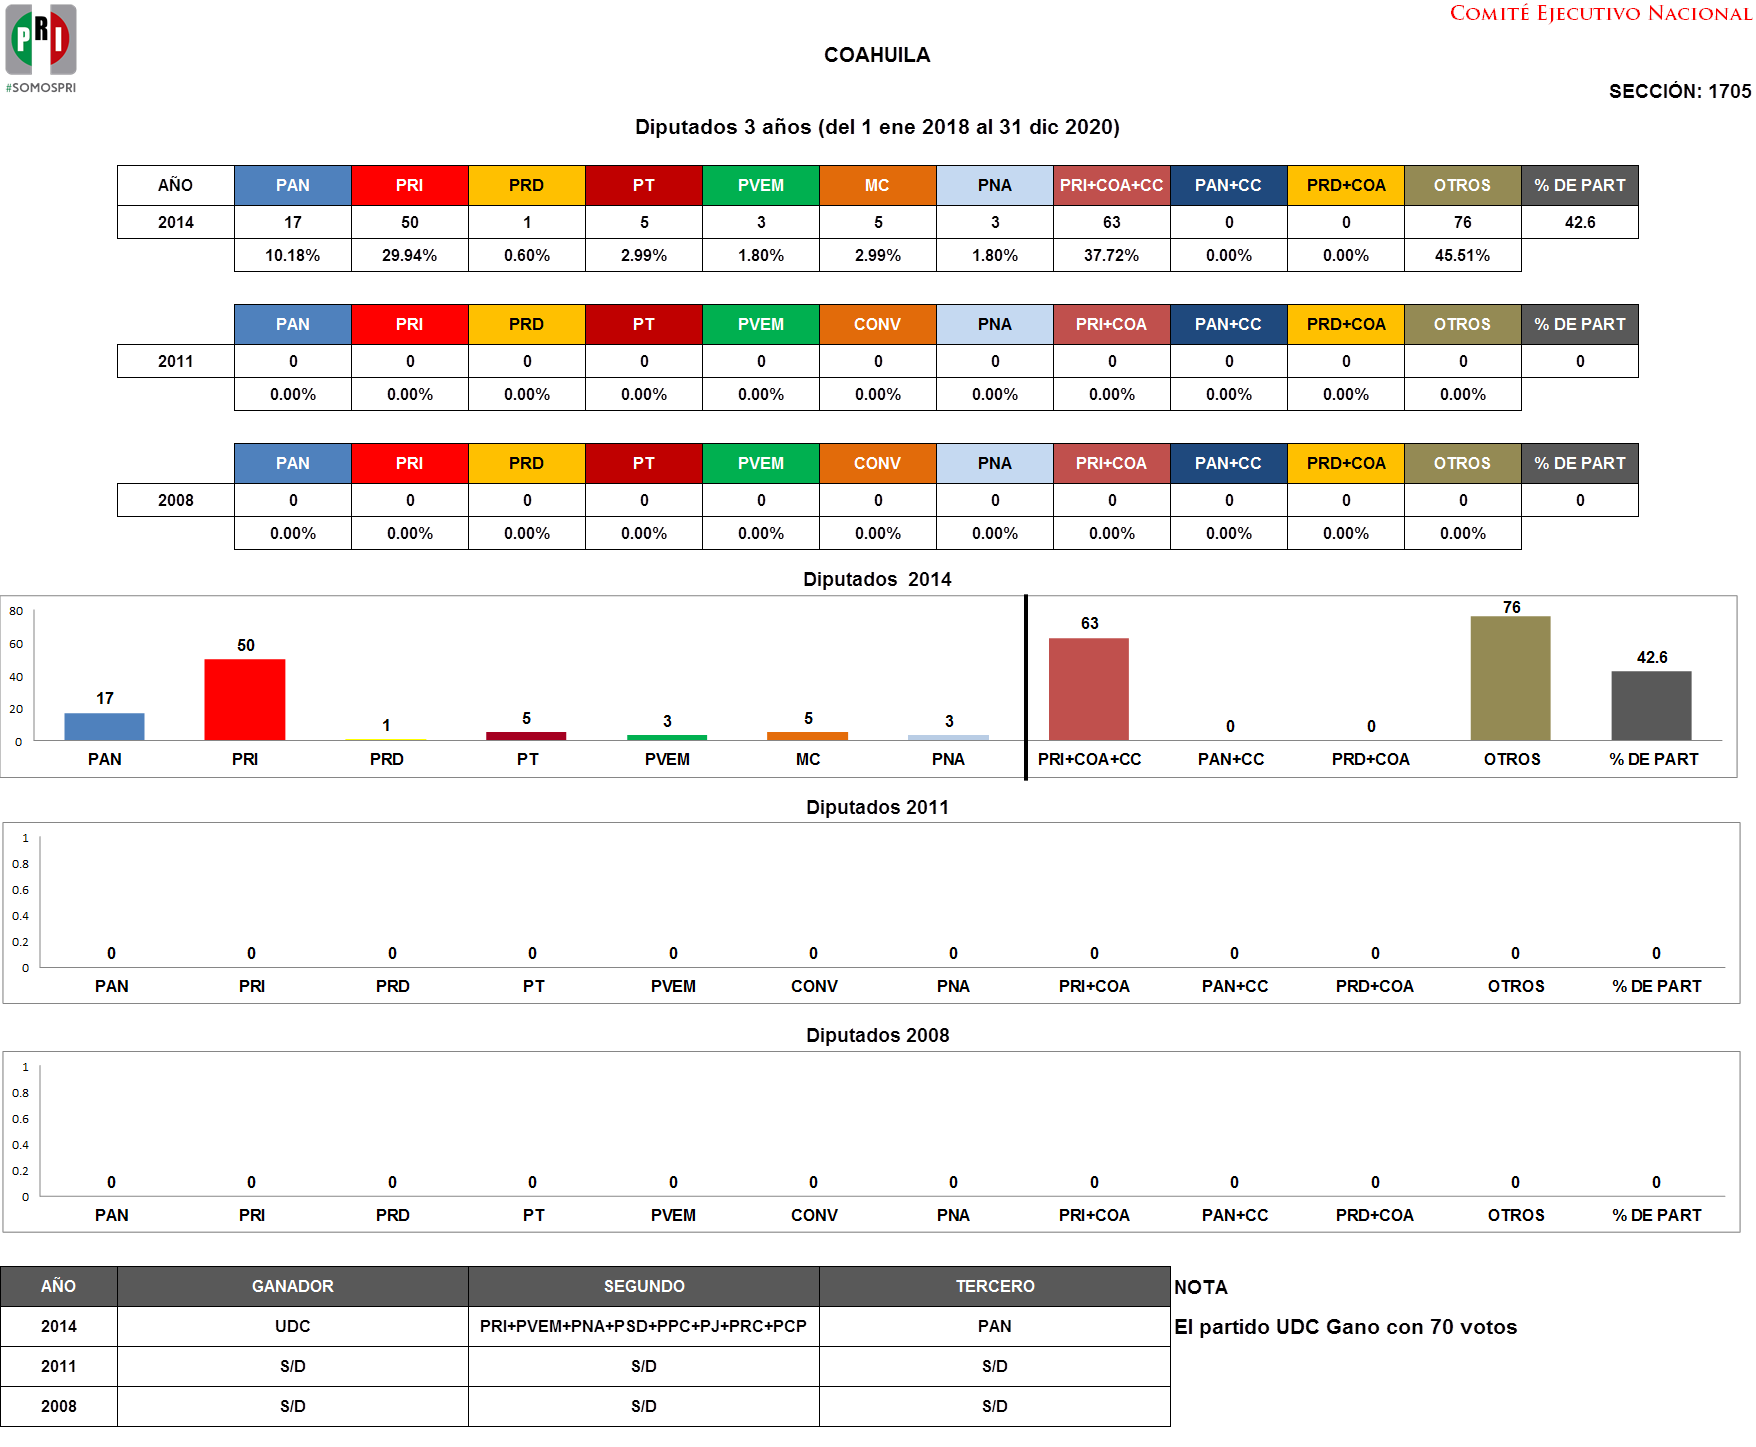 PRI
#SOMOSPRI
COMITÉ EJECUTIVO NACIONAL
COAHUILA
SECCIÓN: 1705
Diputados 3 años (del 1 ene 2018 al 31 dic 2020)
AÑO PAN PRI PRD PT PVEM MC PNA PRI+COA+CC PAN+CC PRD+COA OTROS % DE PART
2014 17 50 1 5 3 5 3 63 0 0 76 42.6
10.18% 29.94% 0.60% 2.99% 1.80% 2.99% 1.80% 37.72% 0.00% 0.00% 45.51%
PAN PRI PRD PT PVEM CONV PNA PRI+COA PAN+CC PRD+COA OTROS % DE PART
2011 0 0 0 0 0 0 0 0 0 0 0 0
0.00% 0.00% 0.00% 0.00% 0.00% 0.00% 0.00% 0.00% 0.00% 0.00% 0.00%
PAN PRI PRD PT PVEM CONV PNA PRI+COA PAN+CC PRD+COA OTROS % DE PART
2008 0 0 0 0 0 0 0 0 0 0 0 0
0.00% 0.00% 0.00% 0.00% 0.00% 0.00% 0.00% 0.00% 0.00% 0.00% 0.00%
Diputados 2014
80
60
40
20
0
17 50 1 5 3 5 3 63 0 0 76 42.6
PAN PRI PRD PT PVEM MC PNA PRI+COA+CC PAN+CC PRD+COA OTROS % DE PART
Diputados 2011
1
0.8
0.6
0.4
0.2
0
0 0 0 0 0 0 0 0 0 0 0 0
PAN PRI PRD PT PVEM CONV PNA PRI+COA PAN+CC PRD+COA OTROS % DE PART
Diputados 2008
1
0.8
0.6
0.4
0.2
0
0 0 0 0 0 0 0 0 0 0 0 0
PAN PRI PRD PT PVEM CONV PNA PRI+COA PAN+CC PRD+COA OTROS % DE PART
AÑO GANADOR SEGUNDO TERCERO NOTA
2014 UDC PRI+PVEM+PNA+PSD+PPC+PJ+PRC+PCP PAN El partido UDC Gano con 70 votos
2011 S/D S/D S/D
2008 S/D S/D S/D